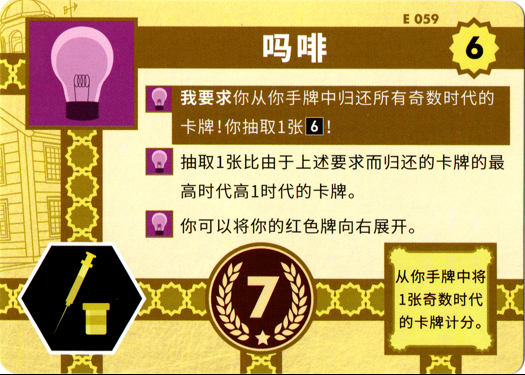 E 059
吗啡
6
我要求你从你手牌中归还所有奇数时代的
卡牌!你抽取1张6!
抽取1张比由于上述要求而归还的卡牌的最
高时代高1时代的卡牌。
你可以将你的红色牌向右展开。
7
从你手牌中将
1张奇数时代
的卡牌计分。